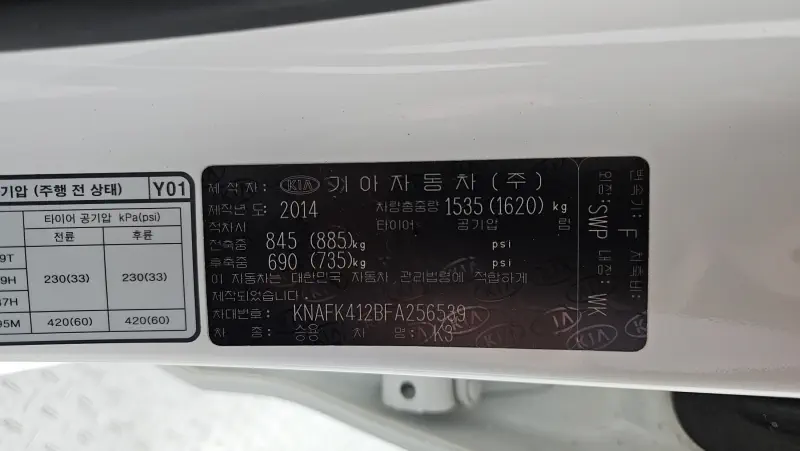 기압 (주행 전 상태) Y01
타이어 공기압 kPa(psi)
전륜 후륜
9T
9H 230(33) 230(33)
37H
95M 420(60) 420(60)
제 작 자: KIA 기아자동차(주)
제작년도: 2014 차량총중량 1535 (1620) kg
적차시 타이어 공기압 림
전축중 845 (885)kg psi
후축중 690 (735)kg psi
이 자동차는 대한민국 자동차 관리법령에 적합하게
제작되었습니다.
차대번호: KNAFK412BFA256539
차 종: 승용 차 명: K3
변속기: F 저축비:
외장: SWP 내장: WK